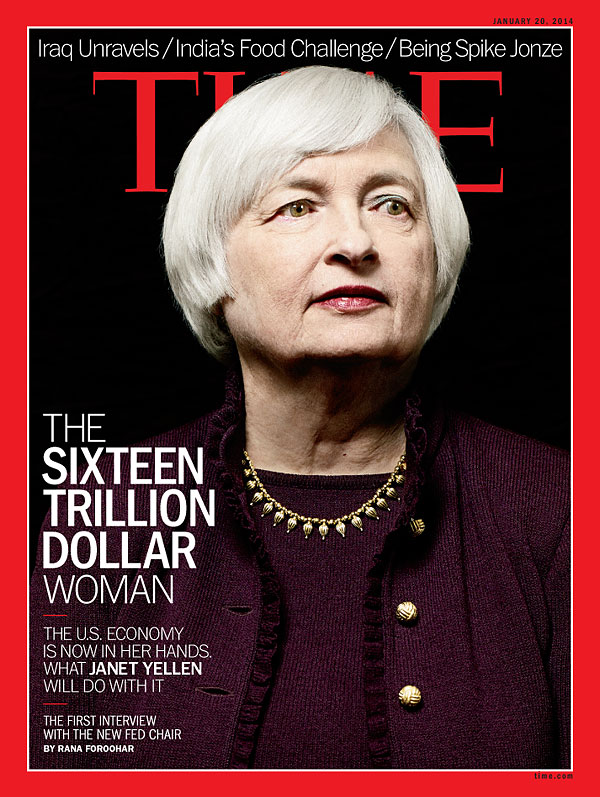 JANUARY 20, 2014
Iraq Unravels / India's Food Challenge / Being Spike Jonze
TIME
THE
SIXTEEN
TRILLION
DOLLAR
WOMAN
THE U.S. ECONOMY
IS NOW IN HER HANDS.
WHAT JANET YELLEN
WILL DO WITH IT
THE FIRST INTERVIEW
WITH THE NEW FED CHAIR
BY RANA FOROOHAR
time.com